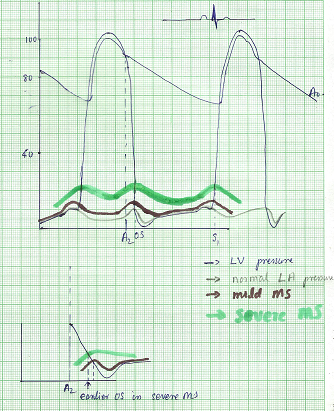 100
80
Ao
40
A2 OS S1
→ LV pressure
→ normal LA pressure
→ mild MS
→ severe MS
A2
earlier OS in severe MS